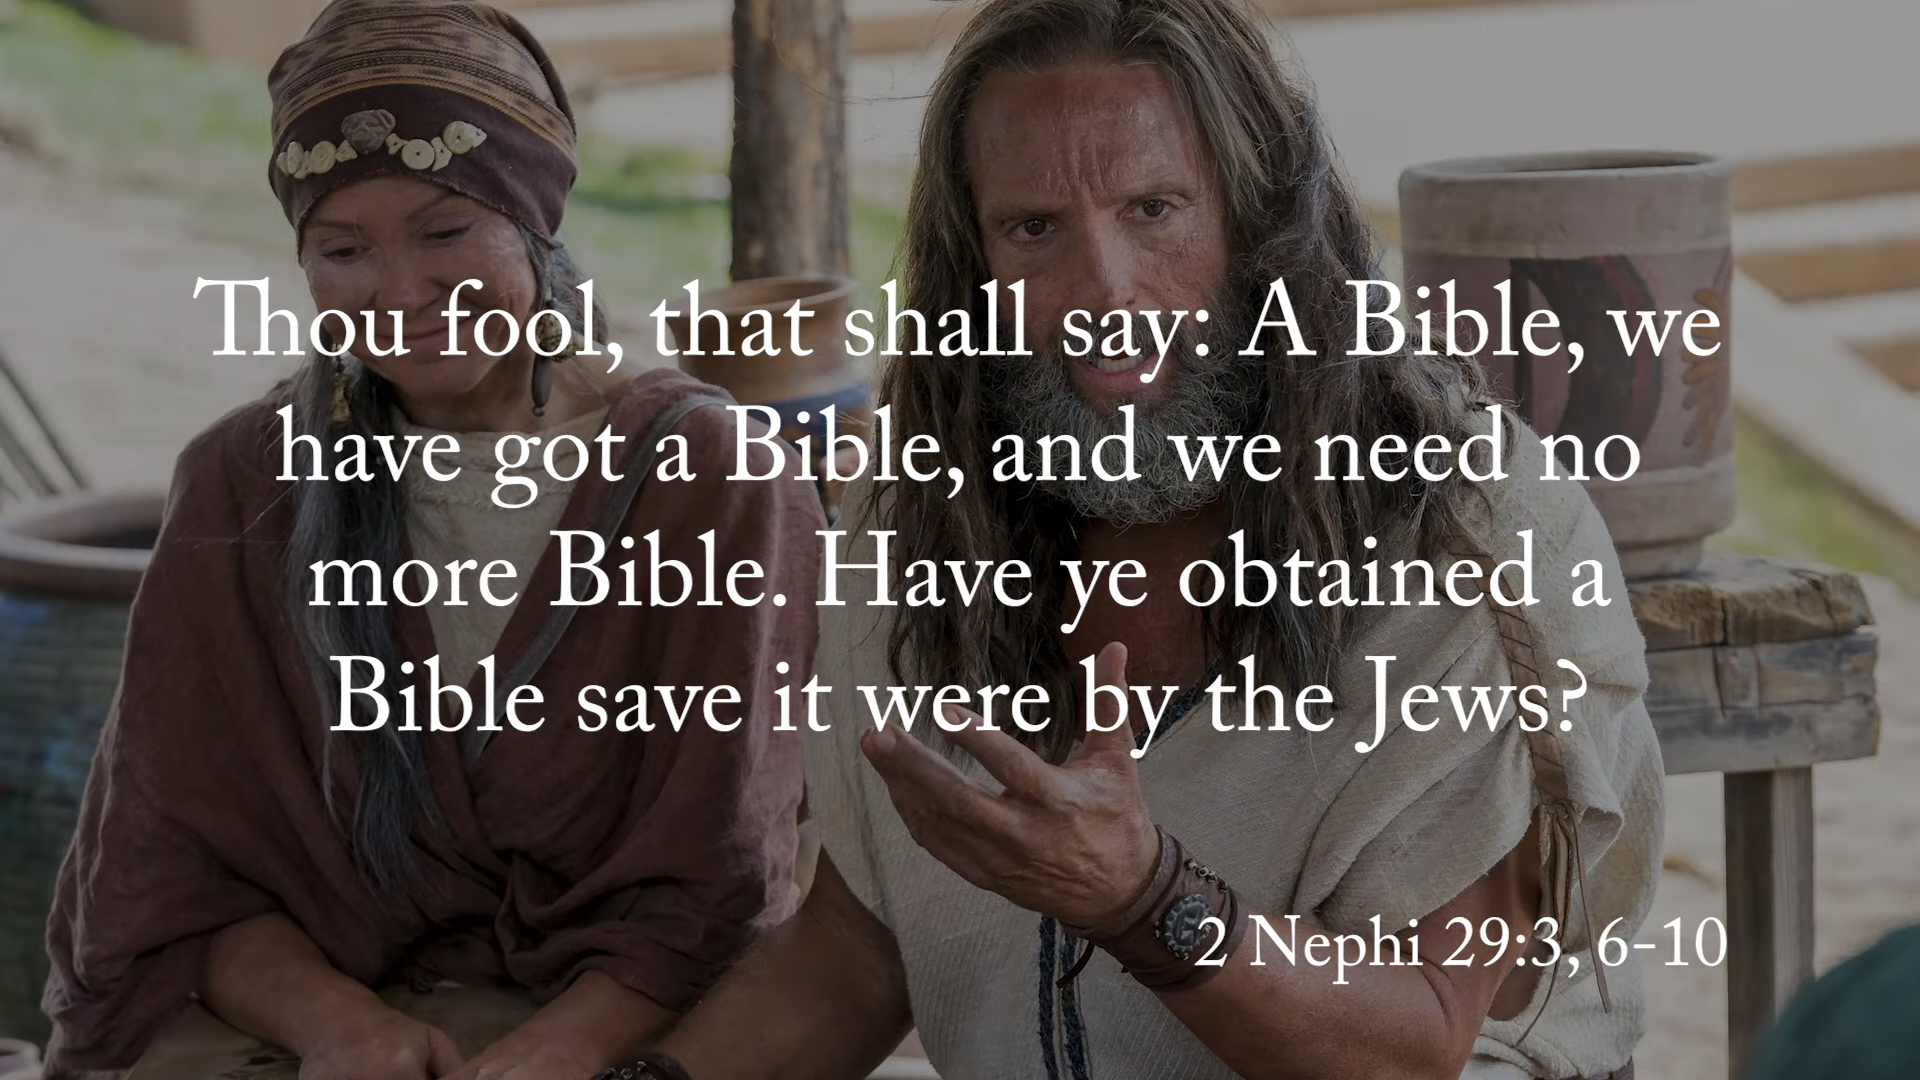 Thou fool, that shall say: A Bible, we
have got a Bible, and we need no
more Bible. Have ye obtained a
Bible save it were by the Jews?
2 Nephi 29:3, 6-10